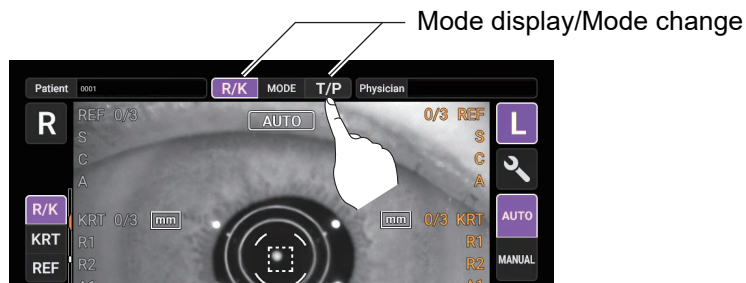 Mode display/Mode change
Patient 0001 R/K MODE T/P Physician
R REF 0/3 AUTO 0/3 REF L
S S
C C
A A
R/K KRT 0/3 mm mm 0/3 KRT AUTO
KRT R1 R1
REF R2 R2 MANUAL